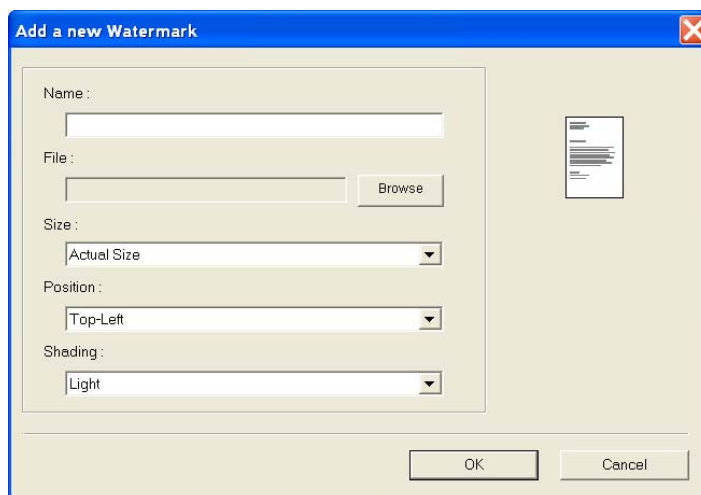 Add a new Watermark
Name :
File :
Browse
Size :
Actual Size
Position :
Top-Left
Shading :
Light
OK
Cancel